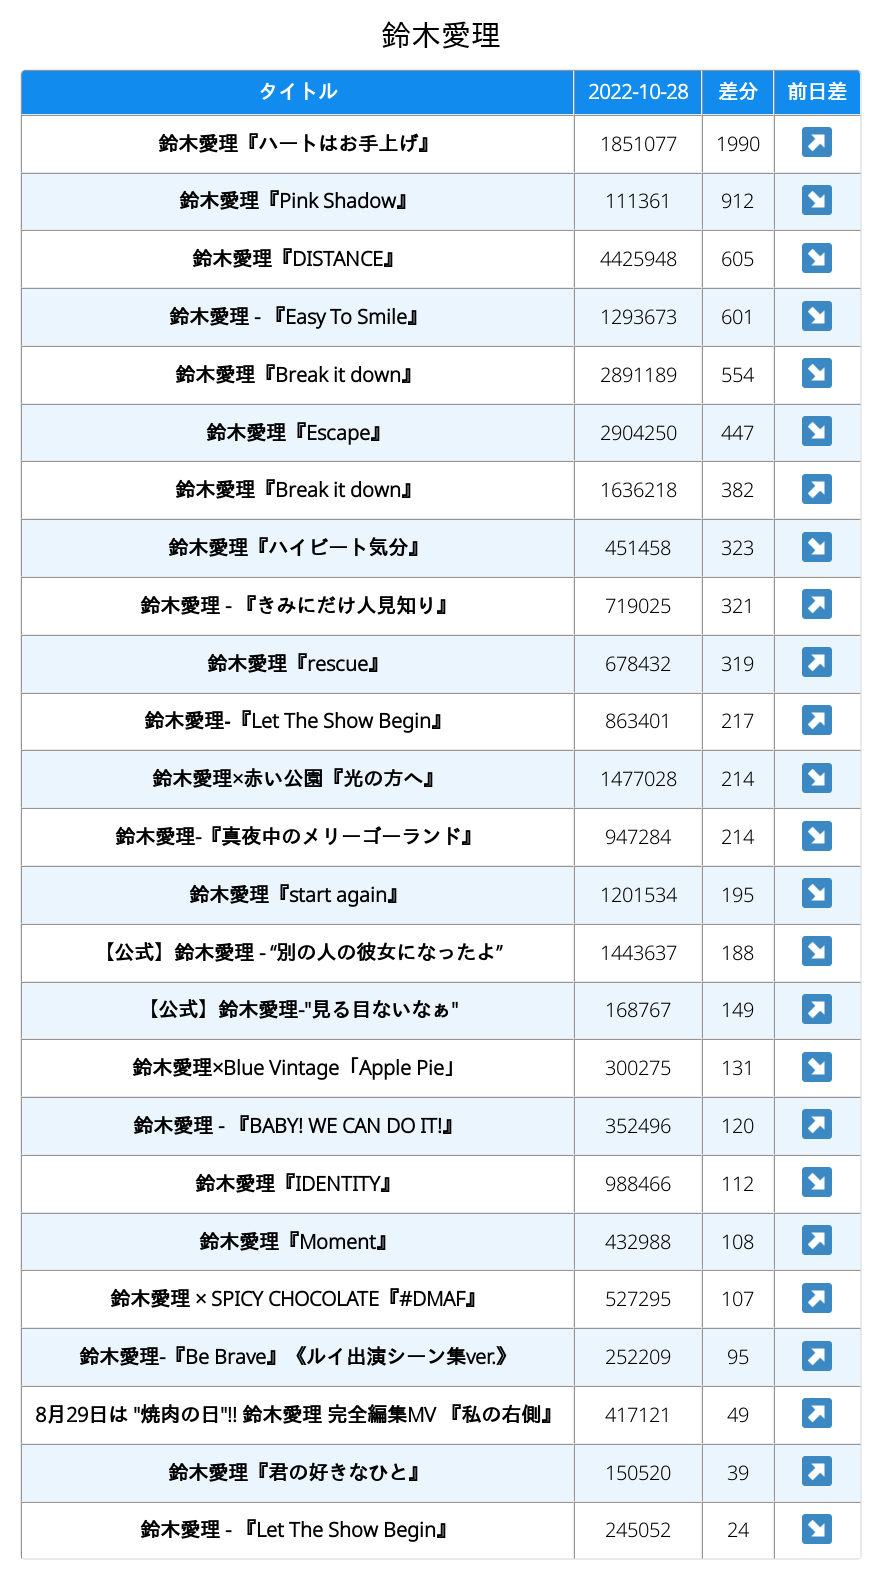 鈴木愛理
タイトル 2022-10-28 差分 前日差
鈴木愛理『ハートはお手上げ』 1851077 1990 ↗
鈴木愛理『Pink Shadow』 111361 912 ↘
鈴木愛理『DISTANCE』 4425948 605 ↘
鈴木愛理 - 『Easy To Smile』 1293673 601 ↘
鈴木愛理『Break it down』 2891189 554 ↘
鈴木愛理『Escape』 2904250 447 ↘
鈴木愛理『Break it down』 1636218 382 ↗
鈴木愛理『ハイビート気分』 451458 323 ↘
鈴木愛理 - 『きみにだけ人見知り』 719025 321 ↗
鈴木愛理『rescue』 678432 319 ↗
鈴木愛理-『Let The Show Begin』 863401 217 ↗
鈴木愛理×赤い公園『光の方へ』 1477028 214 ↘
鈴木愛理-『真夜中のメリーゴーランド』 947284 214 ↘
鈴木愛理『start again』 1201534 195 ↘
【公式】鈴木愛理 - “別の人の彼女になったよ” 1443637 188 ↘
【公式】鈴木愛理-"見る目ないなぁ" 168767 149 ↗
鈴木愛理×Blue Vintage「Apple Pie」 300275 131 ↘
鈴木愛理 - 『BABY! WE CAN DO IT!』 352496 120 ↗
鈴木愛理『IDENTITY』 988466 112 ↘
鈴木愛理『Moment』 432988 108 ↗
鈴木愛理 × SPICY CHOCOLATE『#DMAF』 527295 107 ↗
鈴木愛理-『Be Brave』《ルイ出演シーン集ver.》 252209 95 ↗
8月29日は "焼肉の日"!! 鈴木愛理 完全編集MV 『私の右側』 417121 49 ↗
鈴木愛理『君の好きなひと』 150520 39 ↗
鈴木愛理 - 『Let The Show Begin』 245052 24 ↘